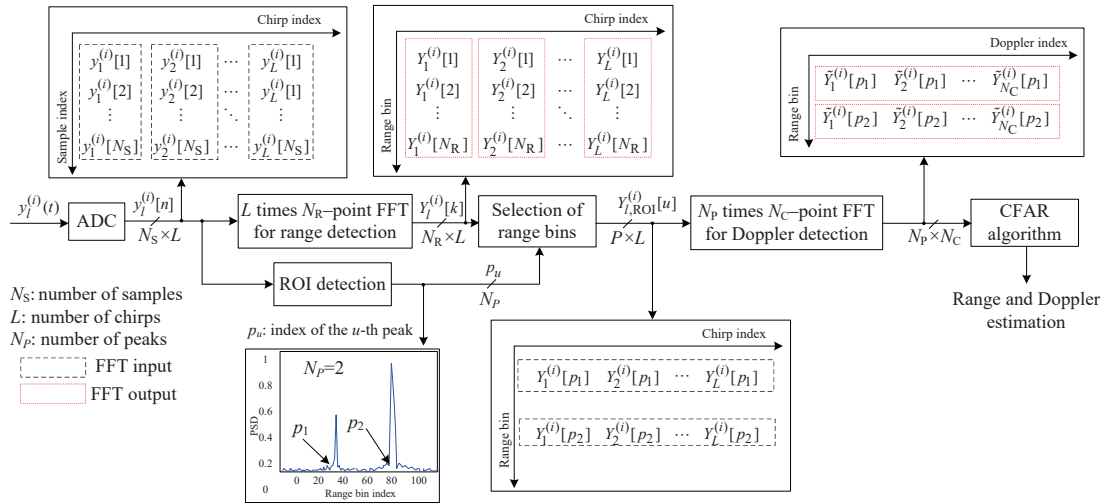 Chirp index
Sample index
y_1^{(i)}[1] y_2^{(i)}[1] ⋯ y_L^{(i)}[1]
y_1^{(i)}[2] y_2^{(i)}[2] ⋯ y_L^{(i)}[1]
⋮ ⋮ ⋱ ⋮
y_1^{(i)}[N_S] y_2^{(i)}[N_S] ⋯ y_L^{(i)}[N_S]
Chirp index
Range bin
Y_1^{(i)}[1] Y_2^{(i)}[1] ⋯ Y_L^{(i)}[1]
Y_1^{(i)}[2] Y_2^{(i)}[2] ⋯ Y_L^{(i)}[2]
⋮ ⋮ ⋱ ⋮
Y_1^{(i)}[N_R] Y_2^{(i)}[N_R] ⋯ Y_L^{(i)}[N_R]
Doppler index
Range bin
Ỹ_1^{(i)}[p_1] Ỹ_2^{(i)}[p_1] ⋯ Ỹ_{N_C}^{(i)}[p_1]
Ỹ_1^{(i)}[p_2] Ỹ_2^{(i)}[p_2] ⋯ Ỹ_{N_C}^{(i)}[p_2]
y_l^{(i)}(t)
ADC
y_l^{(i)}[n]
N_S×L
L times N_R–point FFT
for range detection
Y_l^{(i)}[k]
N_R×L
Selection of
range bins
Y_{l,ROI}^{(i)}[u]
P×L
N_P times N_C–point FFT
for Doppler detection
N_P×N_C
CFAR
algorithm
ROI detection
p_u
N_P
Range and Doppler
estimation
N_S: number of samples
L: number of chirps
N_P: number of peaks
FFT input
FFT output
p_u: index of the u-th peak
N_P=2
PSD
1
0.8
0.6
0.4
0.2
0
p_1
p_2
0 20 40 60 80 100
Range bin index
Chirp index
Range bin
Y_1^{(i)}[p_1] Y_2^{(i)}[p_1] ⋯ Y_L^{(i)}[p_1]
Y_1^{(i)}[p_2] Y_2^{(i)}[p_2] ⋯ Y_L^{(i)}[p_2]